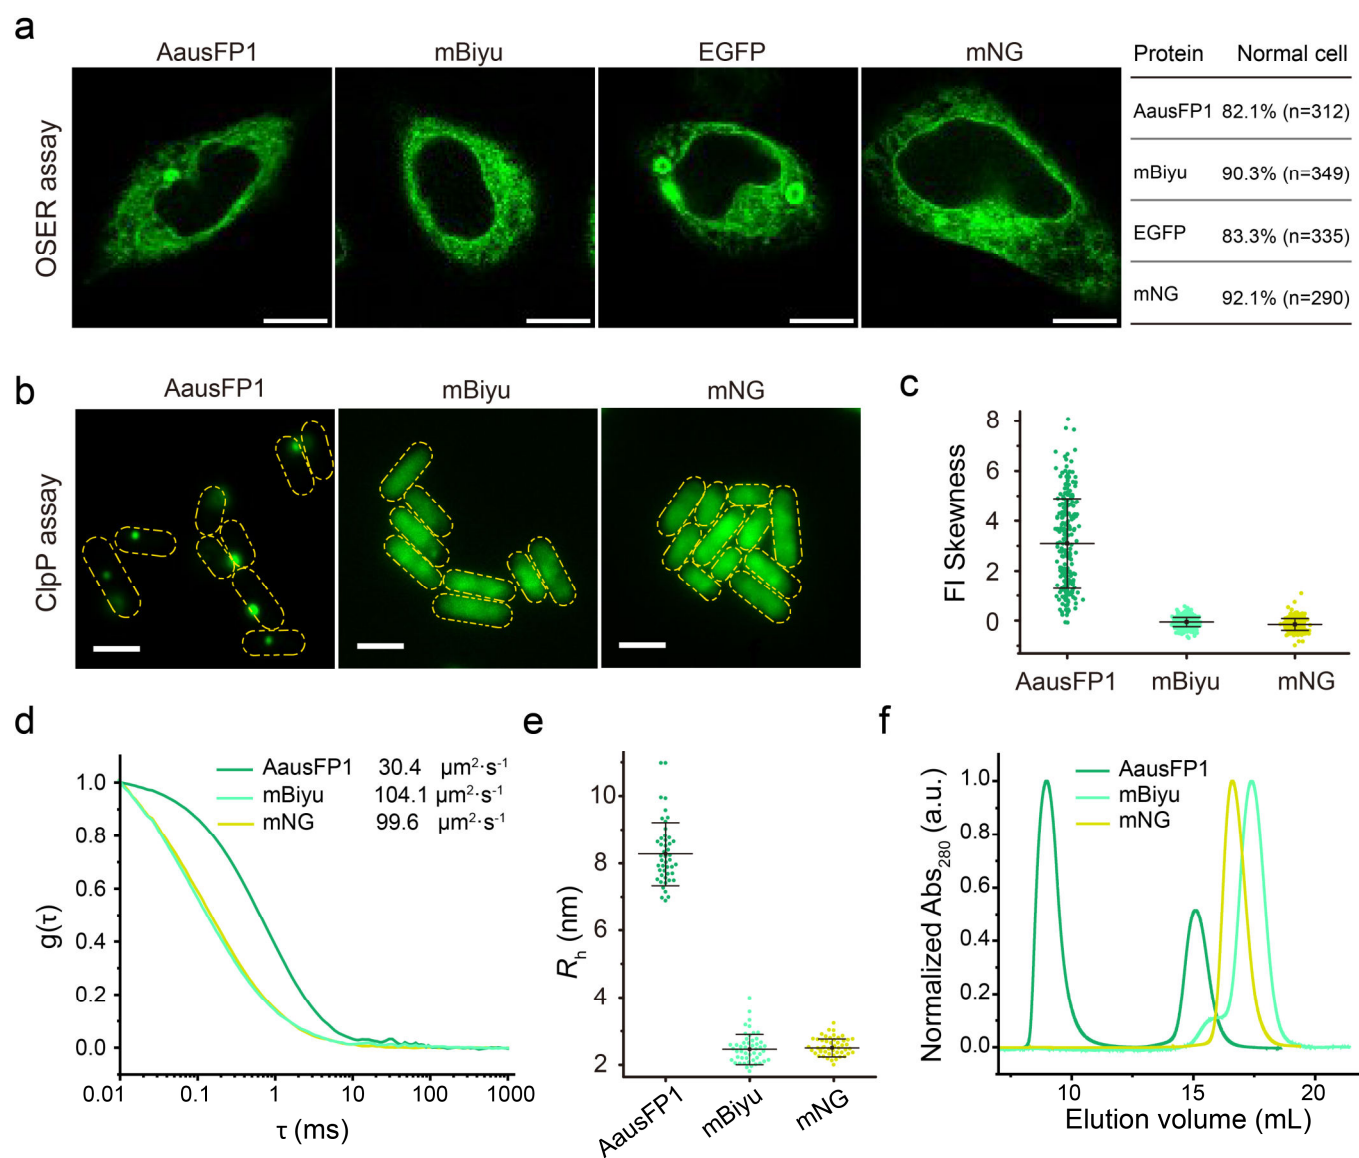 a
AausFP1 mBiyu EGFP mNG
OSER assay
Protein Normal cell
AausFP1 82.1% (n=312)
mBiyu 90.3% (n=349)
EGFP 83.3% (n=335)
mNG 92.1% (n=290)
b
AausFP1 mBiyu mNG
ClpP assay
c
FI Skewness
8
6
4
2
0
AausFP1 mBiyu mNG
d
AausFP1 30.4 µm²·s⁻¹
mBiyu 104.1 µm²·s⁻¹
mNG 99.6 µm²·s⁻¹
g(τ)
1.0
0.8
0.6
0.4
0.2
0.0
0.01 0.1 1 10 100 1000
τ (ms)
e
Rh (nm)
10
8
6
4
2
AausFP1 mBiyu mNG
f
AausFP1
mBiyu
mNG
Normalized Abs280 (a.u.)
1.0
0.8
0.6
0.4
0.2
0.0
10 15 20
Elution volume (mL)